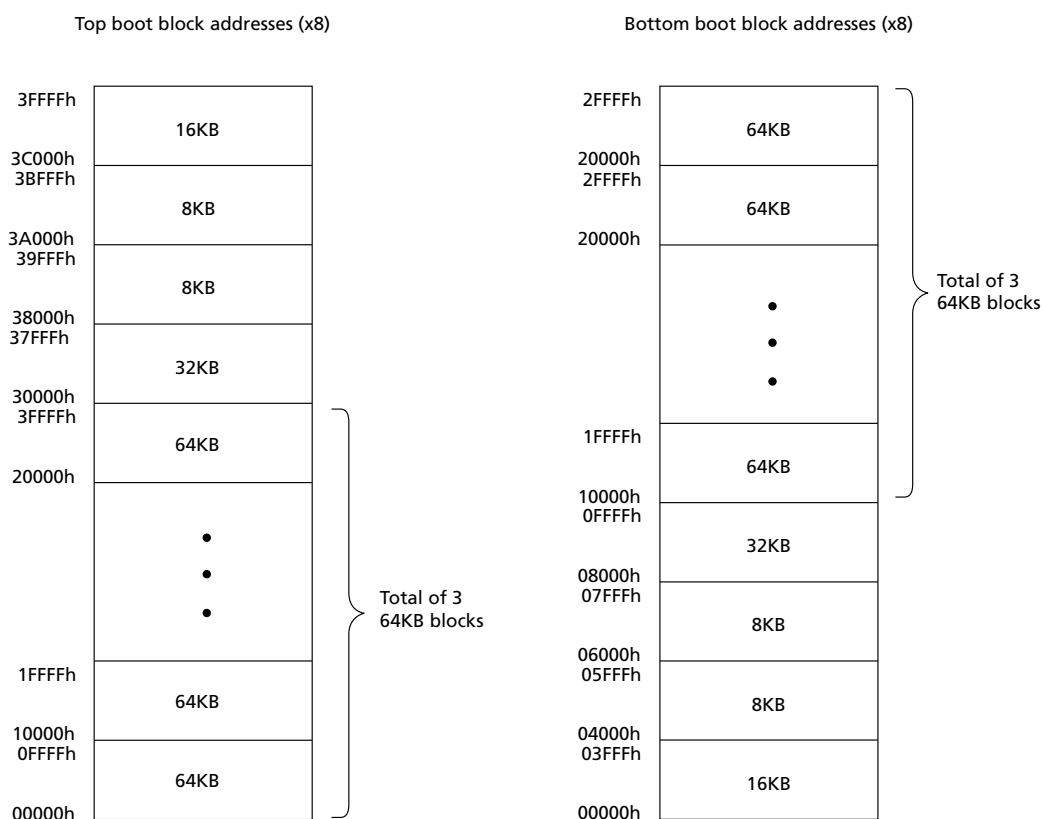 Top boot block addresses (x8)
3FFFFh
16KB
3C000h
3BFFFh
8KB
3A000h
39FFFh
8KB
38000h
37FFFh
32KB
30000h
3FFFFh
64KB
20000h
Total of 3
64KB blocks
1FFFFh
64KB
10000h
0FFFFh
64KB
00000h
Bottom boot block addresses (x8)
2FFFFh
64KB
20000h
2FFFFh
64KB
20000h
Total of 3
64KB blocks
1FFFFh
64KB
10000h
0FFFFh
32KB
08000h
07FFFh
8KB
06000h
05FFFh
8KB
04000h
03FFFh
16KB
00000h